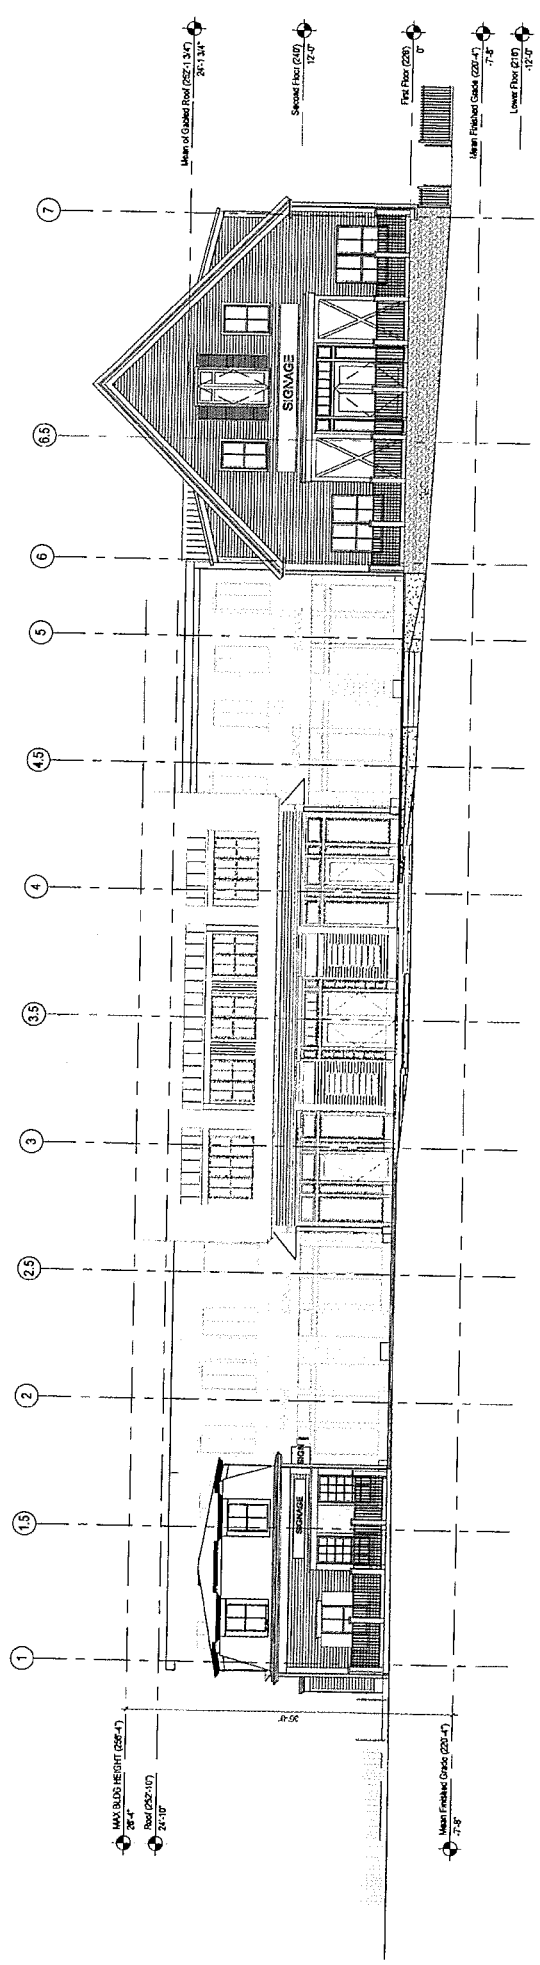 MAX BLDG HEIGHT (256'-4")
28'-4"
Roof (252'-10")
24'-10"
Mean Finished Grade (220'-4")
-7'-8"
36'-0"
1
1.5
2
2.5
3
3.5
4
4.5
5
6
6.5
7
SIGNAGE
SIGN
SIGNAGE
Mean of Gabled Roof (252'-1 3/4")
24'-1 3/4"
Second Floor (240')
12'-0"
First Floor (228')
0"
Mean Finished Grade (220'-4")
-7'-8"
Lower Floor (216')
-12'-0"